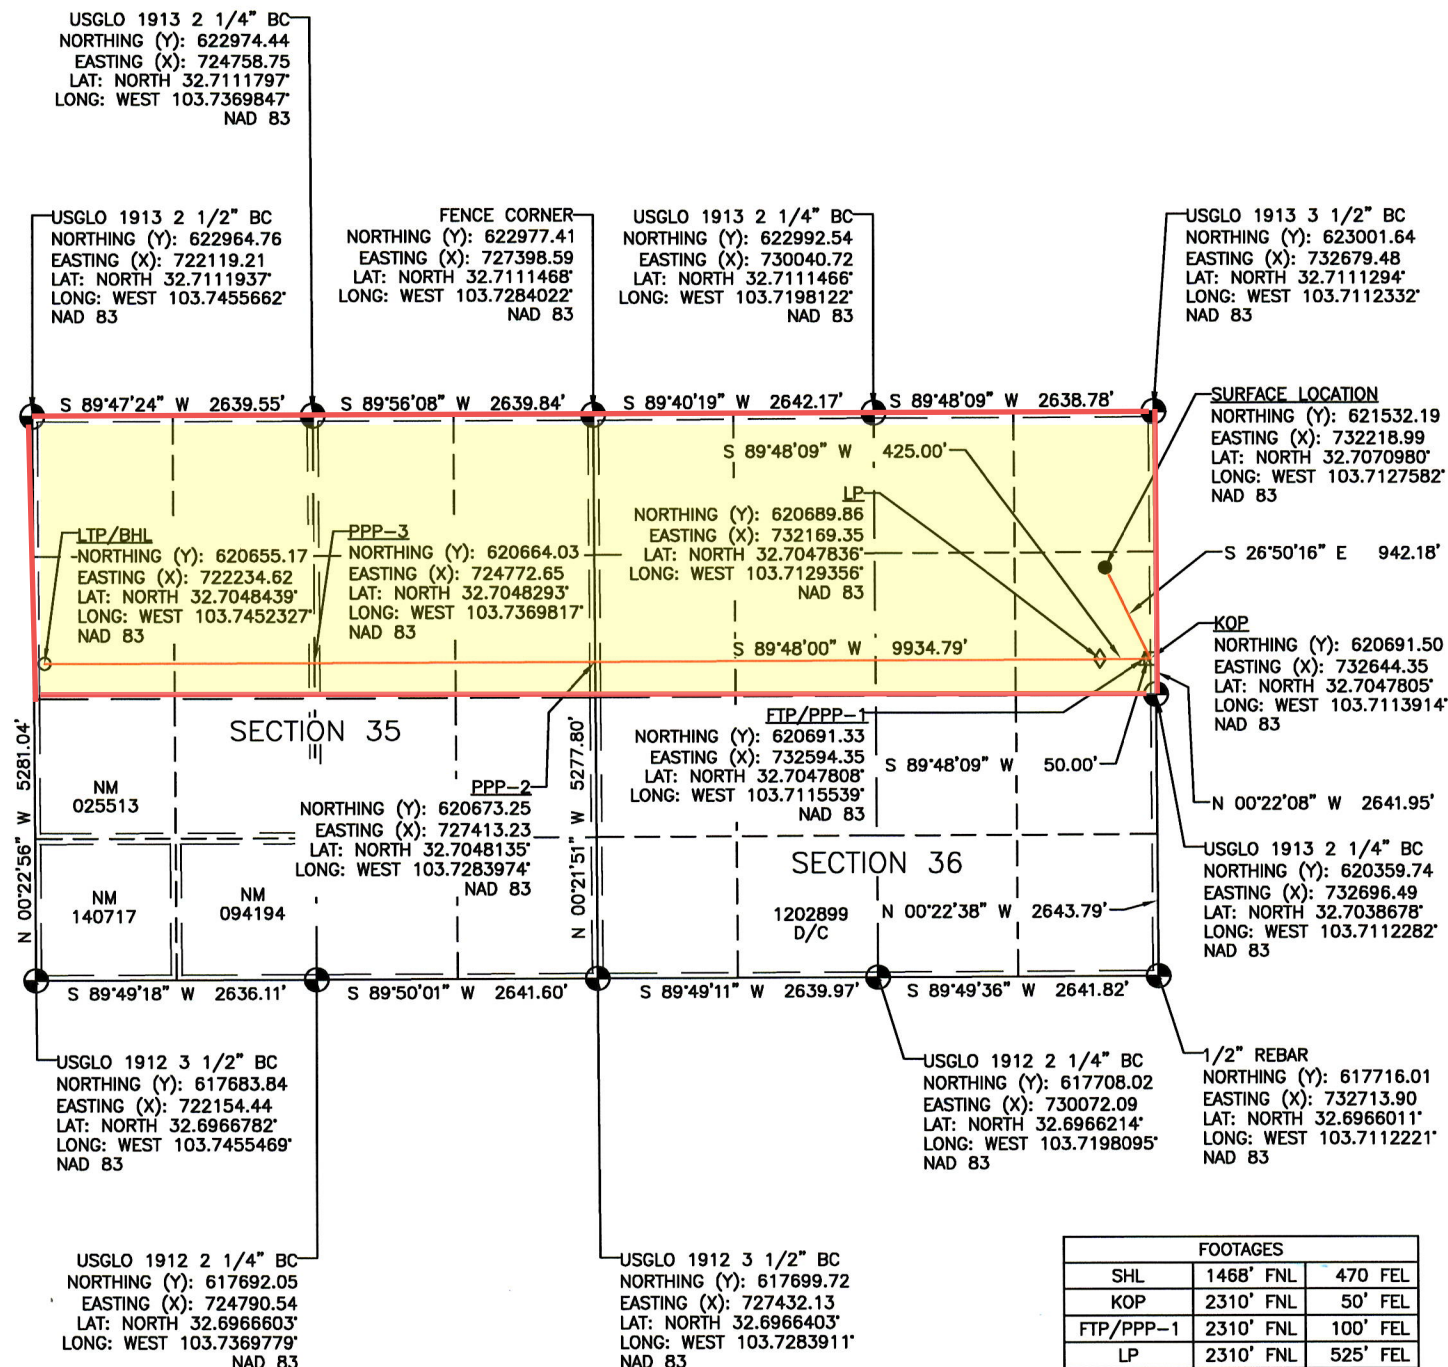 USGLO 1913 2 1/4" BC
NORTHING (Y): 622974.44
EASTING (X): 724758.75
LAT: NORTH 32.7111797°
LONG: WEST 103.7369847°
NAD 83
USGLO 1913 2 1/2" BC
NORTHING (Y): 622964.76
EASTING (X): 722119.21
LAT: NORTH 32.7111937°
LONG: WEST 103.7455662°
NAD 83
FENCE CORNER
NORTHING (Y): 622977.41
EASTING (X): 727398.59
LAT: NORTH 32.7111468°
LONG: WEST 103.7284022°
NAD 83
USGLO 1913 2 1/4" BC
NORTHING (Y): 622992.54
EASTING (X): 730040.72
LAT: NORTH 32.7111466°
LONG: WEST 103.7198122°
NAD 83
USGLO 1913 3 1/2" BC
NORTHING (Y): 623001.64
EASTING (X): 732679.48
LAT: NORTH 32.7111294°
LONG: WEST 103.7112332°
NAD 83
S 89°47'24" W 2639.55'
S 89°56'08" W 2639.84'
S 89°40'19" W 2642.17'
S 89°48'09" W 2638.78'
SURFACE LOCATION
NORTHING (Y): 621532.19
EASTING (X): 732218.99
LAT: NORTH 32.7070980°
LONG: WEST 103.7127582°
NAD 83
S 89°48'09" W 425.00'
LP
NORTHING (Y): 620689.86
EASTING (X): 732169.35
LAT: NORTH 32.7047836°
LONG: WEST 103.7129356°
NAD 83
LTP/BHL
NORTHING (Y): 620655.17
EASTING (X): 722234.62
LAT: NORTH 32.7048439°
LONG: WEST 103.7452327°
NAD 83
PPP-3
NORTHING (Y): 620664.03
EASTING (X): 724772.65
LAT: NORTH 32.7048293°
LONG: WEST 103.7369817°
NAD 83
S 26°50'16" E 942.18'
KOP
NORTHING (Y): 620691.50
EASTING (X): 732644.35
LAT: NORTH 32.7047805°
LONG: WEST 103.7113914°
NAD 83
S 89°48'00" W 9934.79'
SECTION 35
FTP/PPP-1
NORTHING (Y): 620691.33
EASTING (X): 732594.35
LAT: NORTH 32.7047808°
LONG: WEST 103.7115539°
NAD 83
S 89°48'09" W 50.00'
N 00°22'08" W 2641.95'
N 00°22'56" W 5281.04'
NM
025513
PPP-2
NORTHING (Y): 620673.25
EASTING (X): 727413.23
LAT: NORTH 32.7048135°
LONG: WEST 103.7283974°
NAD 83
N 00°21'51" W 5277.80'
SECTION 36
USGLO 1913 2 1/4" BC
NORTHING (Y): 620359.74
EASTING (X): 732696.49
LAT: NORTH 32.7038678°
LONG: WEST 103.7112282°
NAD 83
NM
140717
NM
094194
1202899
D/C
N 00°22'38" W 2643.79'
S 89°49'18" W 2636.11'
S 89°50'01" W 2641.60'
S 89°49'11" W 2639.97'
S 89°49'36" W 2641.82'
USGLO 1912 3 1/2" BC
NORTHING (Y): 617683.84
EASTING (X): 722154.44
LAT: NORTH 32.6966782°
LONG: WEST 103.7455469°
NAD 83
USGLO 1912 2 1/4" BC
NORTHING (Y): 617708.02
EASTING (X): 730072.09
LAT: NORTH 32.6966214°
LONG: WEST 103.7198095°
NAD 83
1/2" REBAR
NORTHING (Y): 617716.01
EASTING (X): 732713.90
LAT: NORTH 32.6966011°
LONG: WEST 103.7112221°
NAD 83
USGLO 1912 2 1/4" BC
NORTHING (Y): 617692.05
EASTING (X): 724790.54
LAT: NORTH 32.6966603°
LONG: WEST 103.7369779°
NAD 83
USGLO 1912 3 1/2" BC
NORTHING (Y): 617699.72
EASTING (X): 727432.13
LAT: NORTH 32.6966403°
LONG: WEST 103.7283911°
NAD 83
FOOTAGES
SHL 1468' FNL 470 FEL
KOP 2310' FNL 50' FEL
FTP/PPP-1 2310' FNL 100' FEL
LP 2310' FNL 525' FEL